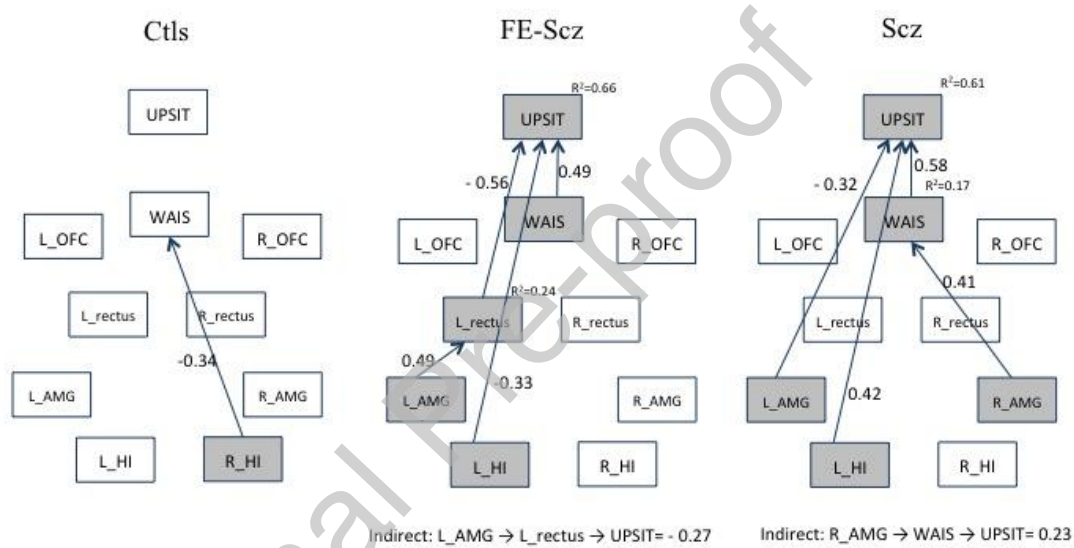 Ctls FE-Scz Scz
R²=0.66 R²=0.61
UPSIT UPSIT UPSIT
- 0.56 0.49 - 0.32 0.58
R²=0.17
WAIS WAIS WAIS
L_OFC R_OFC L_OFC R_OFC L_OFC R_OFC
R²=0.24 0.41
L_rectus R_rectus L_rectus R_rectus L_rectus R_rectus
-0.34 0.49 -0.33 0.42
L_AMG R_AMG L_AMG R_AMG L_AMG R_AMG
L_HI R_HI L_HI R_HI L_HI R_HI
Indirect: L_AMG → L_rectus → UPSIT= - 0.27 Indirect: R_AMG → WAIS → UPSIT= 0.23
al Pre-proof